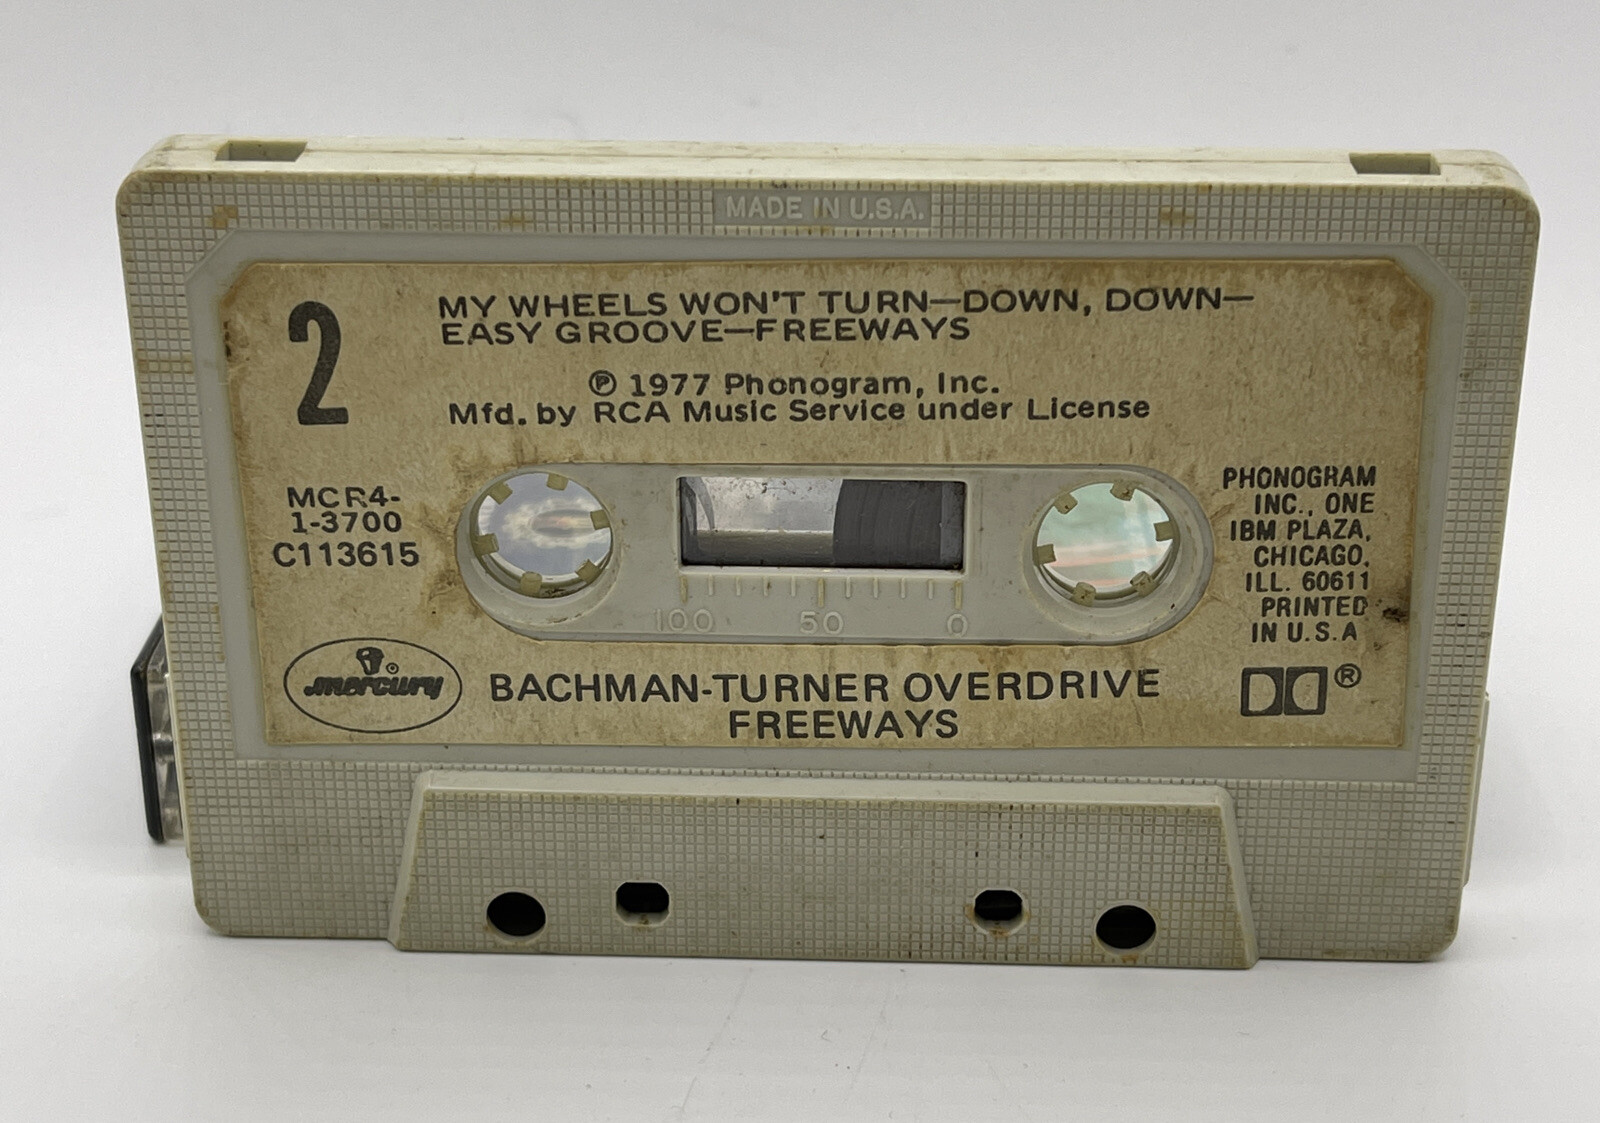 MADE IN U.S.A.
2
MY WHEELS WON'T TURN—DOWN, DOWN—
EASY GROOVE—FREEWAYS
℗ 1977 Phonogram, Inc.
Mfd. by RCA Music Service under License
MCR4-
1-3700
C113615
PHONOGRAM
INC., ONE
IBM PLAZA,
CHICAGO,
ILL. 60611
PRINTED
IN U.S.A
100 50 0
mercury ®
BACHMAN-TURNER OVERDRIVE
FREEWAYS
®